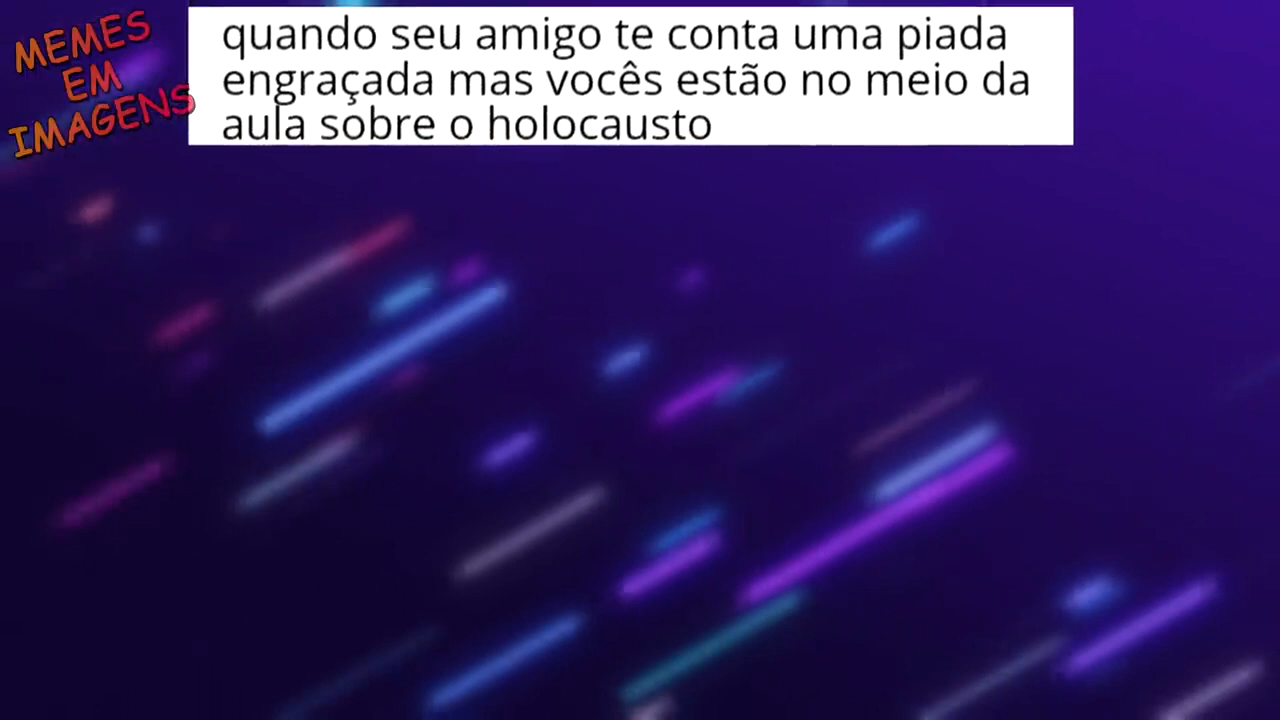 MEMES
EM
IMAGENS
quando seu amigo te conta uma piada
engraçada mas vocês estão no meio da
aula sobre o holocausto